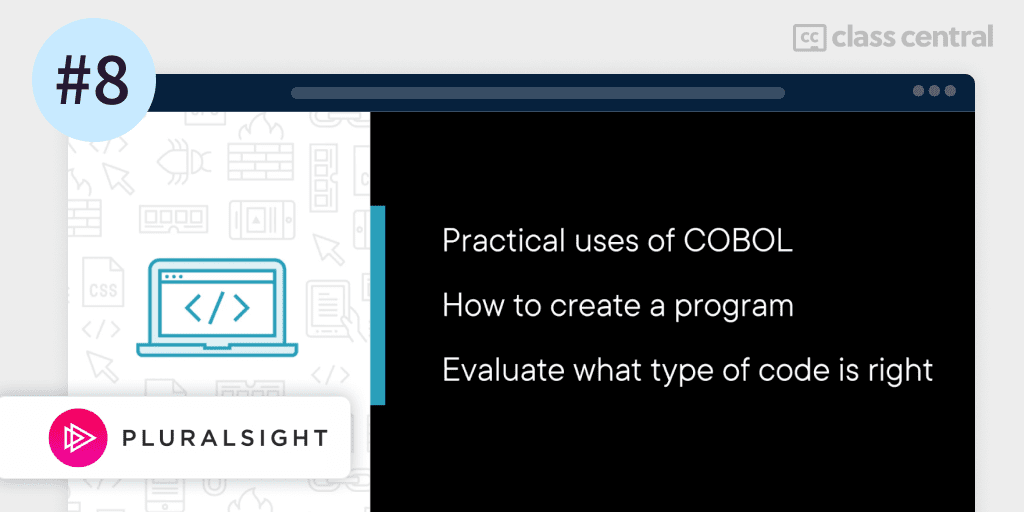 #8
cc class central
Practical uses of COBOL
How to create a program
Evaluate what type of code is right
CSS
</>
PLURALSIGHT